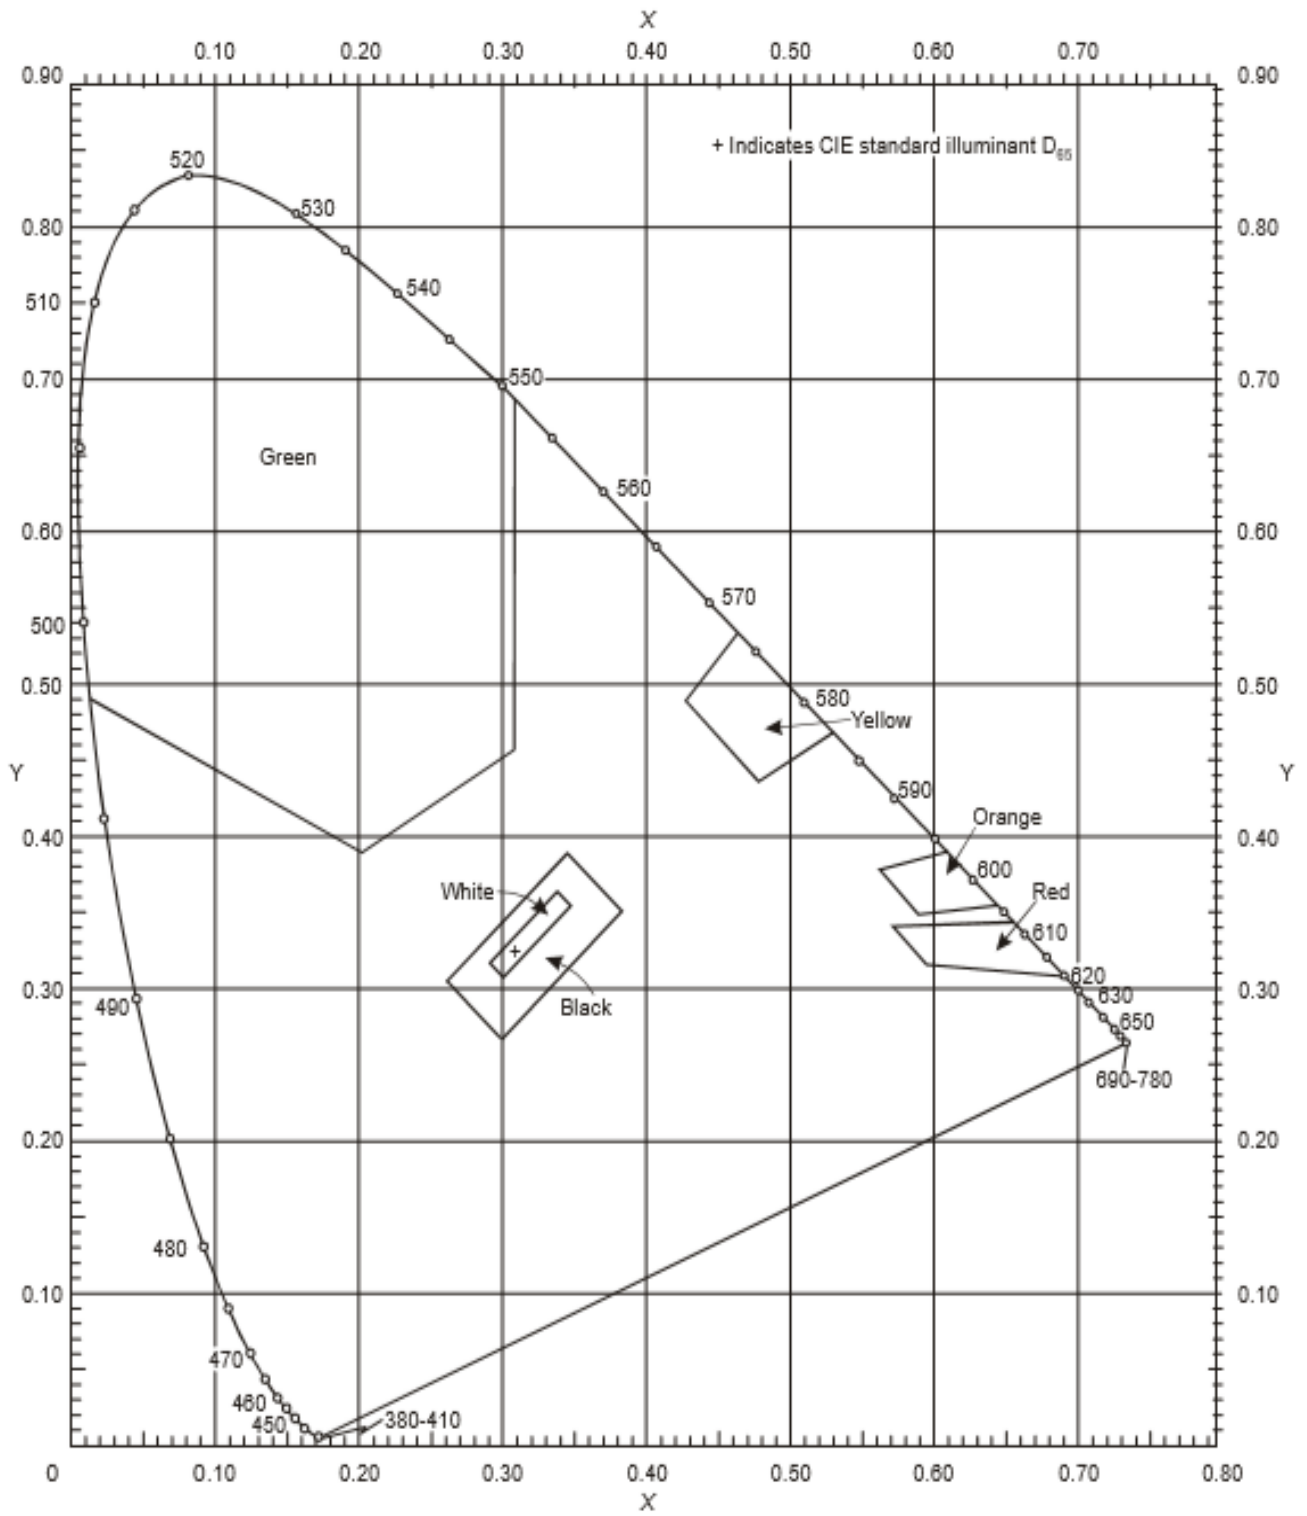 X
0.10 0.20 0.30 0.40 0.50 0.60 0.70
0.90 0.90
+ Indicates CIE standard illuminant D65
520
530
0.80 0.80
540
510
0.70 550 0.70
Green
560
0.60 0.60
570
500
0.50 0.50
580
Yellow
Y Y
590
Orange
0.40 0.40
600
White Red
610
620
0.30 0.30
490 630
Black
650
690-780
0.20 0.20
480
0.10 0.10
470
460
450 380-410
0 0.10 0.20 0.30 0.40 0.50 0.60 0.70 0.80
X